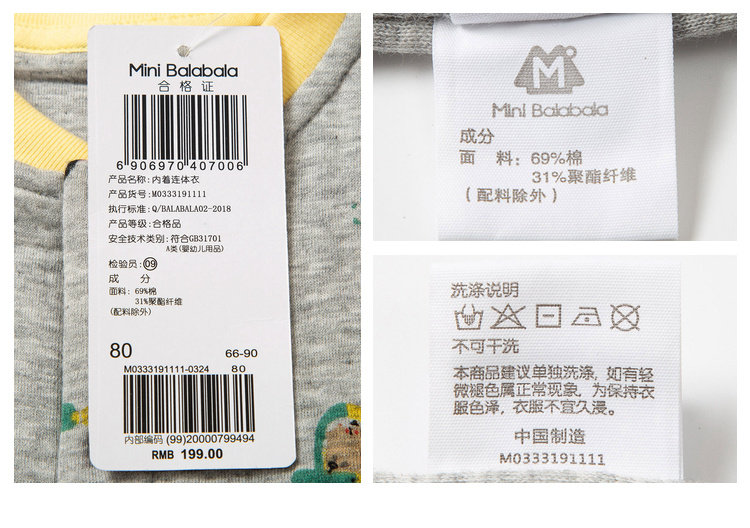 Mini Balabala
合格证
6 906970 407006
产品名称:内着连体衣
产品货号:M0333191111
执行标准:Q/BALABALA02-2018
产品等级:合格品
安全技术类别:符合GB31701
A类(婴幼儿用品)
检验员:09
成 分
面料:69%棉
31%聚酯纤维
(配料除外)
80 66-90
M0333191111-0324 80
内部编码 (99)20000799494
RMB 199.00
M
Mini Balabala
成分
面 料:69%棉
31%聚酯纤维
(配料除外)
洗涤说明
不可干洗
本商品建议单独洗涤,如有轻
微褪色属正常现象,为保持衣
服色泽,衣服不宜久浸。
中国制造
M0333191111